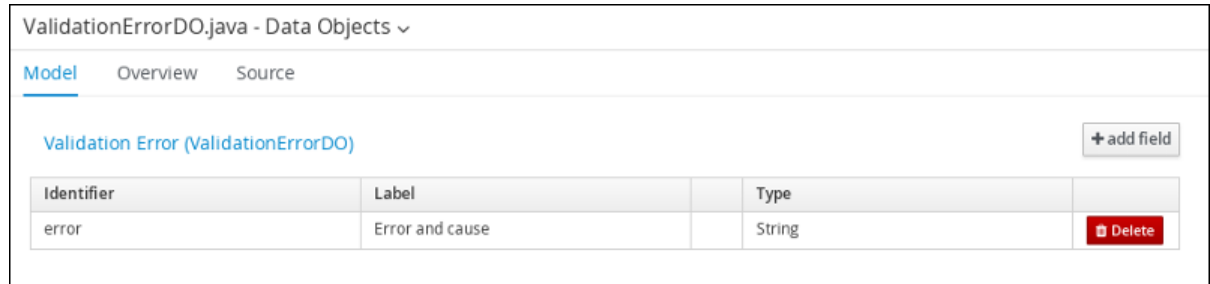 ValidationErrorDO.java - Data Objects
Model Overview Source
Validation Error (ValidationErrorDO) + add field
Identifier Label Type
error Error and cause String Delete